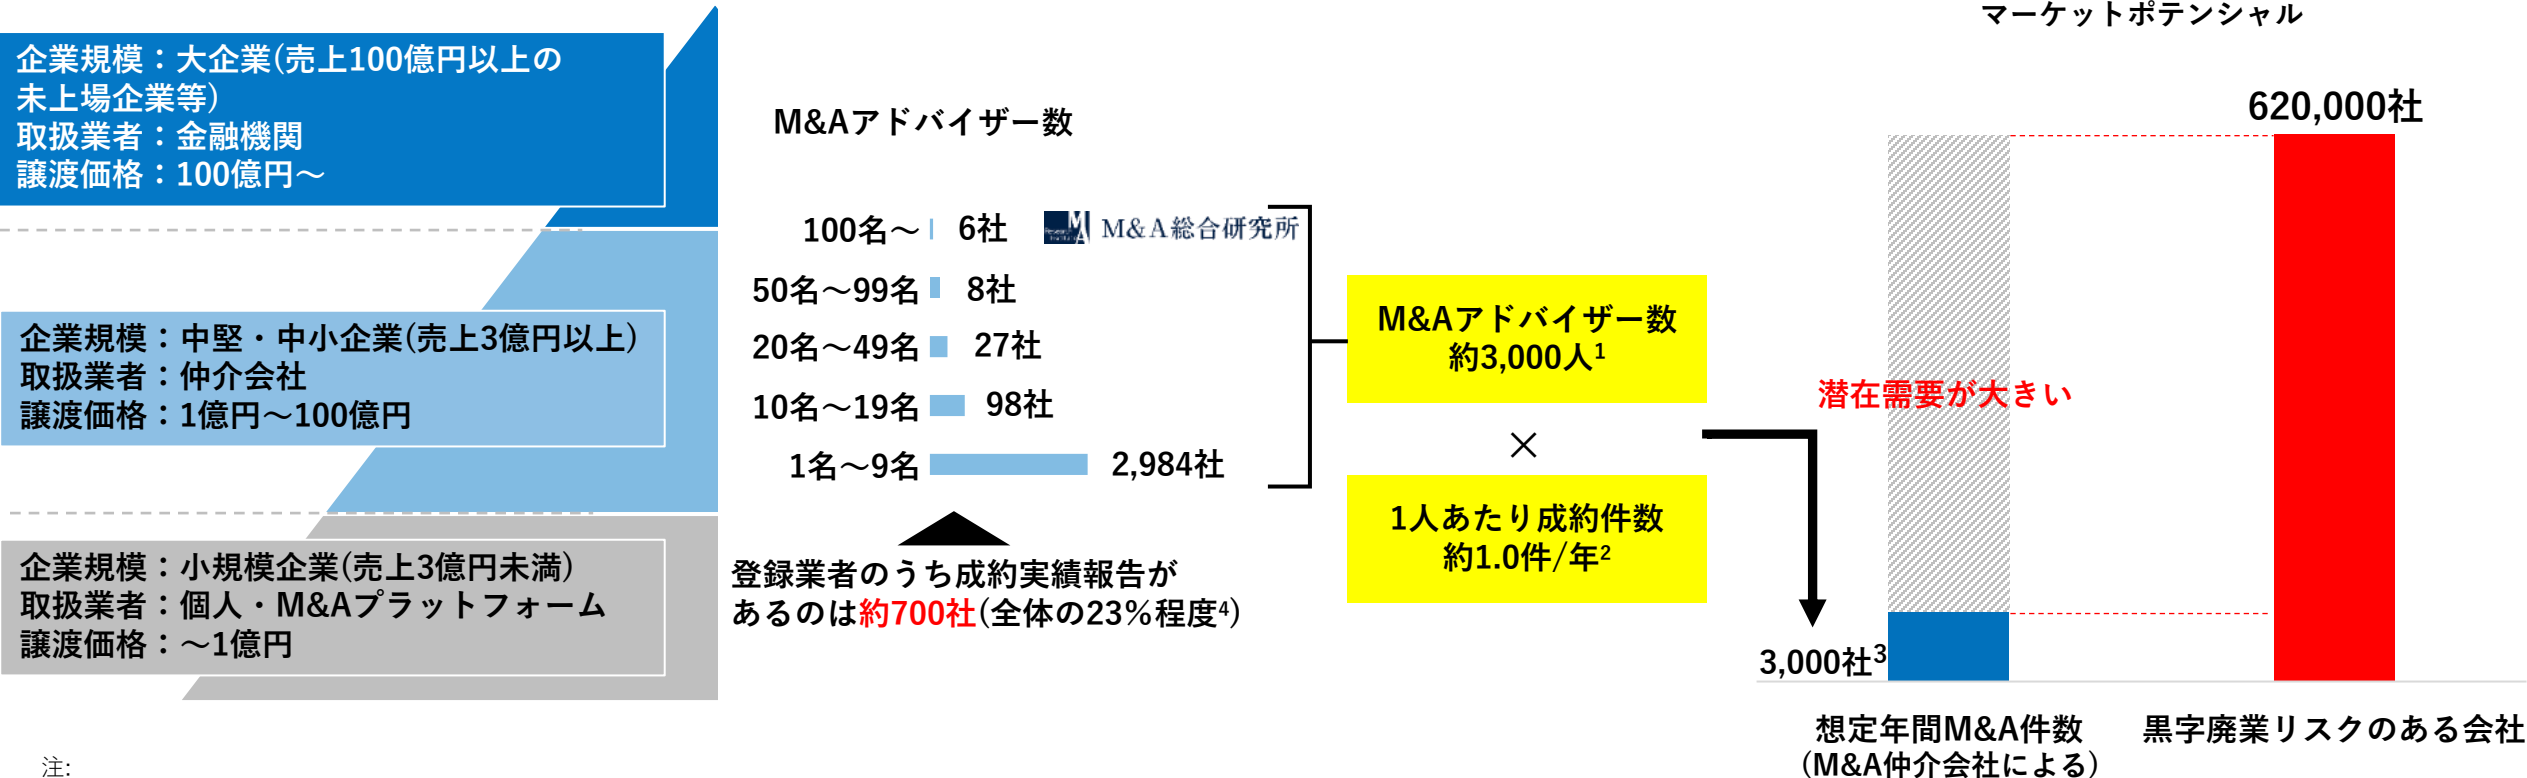 マーケットポテンシャル
企業規模：大企業(売上100億円以上の
未上場企業等)
取扱業者：金融機関
譲渡価格：100億円～
企業規模：中堅・中小企業(売上3億円以上)
取扱業者：仲介会社
譲渡価格：1億円～100億円
企業規模：小規模企業(売上3億円未満)
取扱業者：個人・M&Aプラットフォーム
譲渡価格：～1億円
M&Aアドバイザー数
100名～ 6社 M&A総合研究所
50名～99名 8社
20名～49名 27社
10名～19名 98社
1名～9名 2,984社
登録業者のうち成約実績報告が
あるのは約700社(全体の23%程度4)
M&Aアドバイザー数
約3,000人1
×
1人あたり成約件数
約1.0件/年2
620,000社
潜在需要が大きい
3,000社3
想定年間M&A件数
(M&A仲介会社による)
黒字廃業リスクのある会社
注: